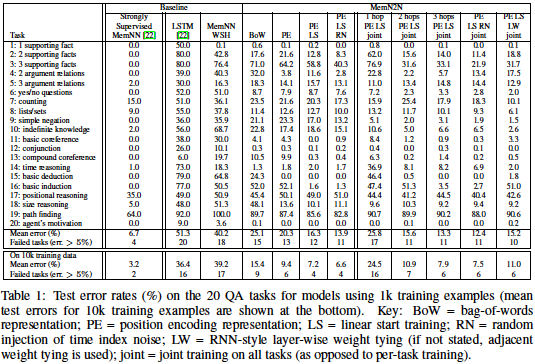 Baseline MemN2N
Strongly PE 1 hop 2 hops 3 hops PE PE LS
Supervised LSTM MemNN PE LS PE LS PE LS PE LS LS RN LW
Task MemNN [22] [22] WSH BoW PE LS RN joint joint joint joint joint
1: 1 supporting fact 0.0 50.0 0.1 0.6 0.1 0.2 0.0 0.8 0.0 0.1 0.0 0.1
2: 2 supporting facts 0.0 80.0 42.8 17.6 21.6 12.8 8.3 62.0 15.6 14.0 11.4 18.8
3: 3 supporting facts 0.0 80.0 76.4 71.0 64.2 58.8 40.3 76.9 31.6 33.1 21.9 31.7
4: 2 argument relations 0.0 39.0 40.3 32.0 3.8 11.6 2.8 22.8 2.2 5.7 13.4 17.5
5: 3 argument relations 2.0 30.0 16.3 18.3 14.1 15.7 13.1 11.0 13.4 14.8 14.4 12.9
6: yes/no questions 0.0 52.0 51.0 8.7 7.9 8.7 7.6 7.2 2.3 3.3 2.8 2.0
7: counting 15.0 51.0 36.1 23.5 21.6 20.3 17.3 15.9 25.4 17.9 18.3 10.1
8: lists/sets 9.0 55.0 37.8 11.4 12.6 12.7 10.0 13.2 11.7 10.1 9.3 6.1
9: simple negation 0.0 36.0 35.9 21.1 23.3 17.0 13.2 5.1 2.0 3.1 1.9 1.5
10: indefinite knowledge 2.0 56.0 68.7 22.8 17.4 18.6 15.1 10.6 5.0 6.6 6.5 2.6
11: basic coreference 0.0 38.0 30.0 4.1 4.3 0.0 0.9 8.4 1.2 0.9 0.3 3.3
12: conjunction 0.0 26.0 10.1 0.3 0.3 0.1 0.2 0.4 0.0 0.3 0.1 0.0
13: compound coreference 0.0 6.0 19.7 10.5 9.9 0.3 0.4 6.3 0.2 1.4 0.2 0.5
14: time reasoning 1.0 73.0 18.3 1.3 1.8 2.0 1.7 36.9 8.1 8.2 6.9 2.0
15: basic deduction 0.0 79.0 64.8 24.3 0.0 0.0 0.0 46.4 0.5 0.0 0.0 1.8
16: basic induction 0.0 77.0 50.5 52.0 52.1 1.6 1.3 47.4 51.3 3.5 2.7 51.0
17: positional reasoning 35.0 49.0 50.9 45.4 50.1 49.0 51.0 44.4 41.2 44.5 40.4 42.6
18: size reasoning 5.0 48.0 51.3 48.1 13.6 10.1 11.1 9.6 10.3 9.2 9.4 9.2
19: path finding 64.0 92.0 100.0 89.7 87.4 85.6 82.8 90.7 89.9 90.2 88.0 90.6
20: agent's motivation 0.0 9.0 3.6 0.1 0.0 0.0 0.0 0.0 0.1 0.0 0.0 0.2
Mean error (%) 6.7 51.3 40.2 25.1 20.3 16.3 13.9 25.8 15.6 13.3 12.4 15.2
Failed tasks (err. > 5%) 4 20 18 15 13 12 11 17 11 11 11 10
On 10k training data
Mean error (%) 3.2 36.4 39.2 15.4 9.4 7.2 6.6 24.5 10.9 7.9 7.5 11.0
Failed tasks (err. > 5%) 2 16 17 9 6 4 4 16 7 6 6 6
Table 1: Test error rates (%) on the 20 QA tasks for models using 1k training examples (mean
test errors for 10k training examples are shown at the bottom). Key: BoW = bag-of-words
representation; PE = position encoding representation; LS = linear start training; RN = random
injection of time index noise; LW = RNN-style layer-wise weight tying (if not stated, adjacent
weight tying is used); joint = joint training on all tasks (as opposed to per-task training).